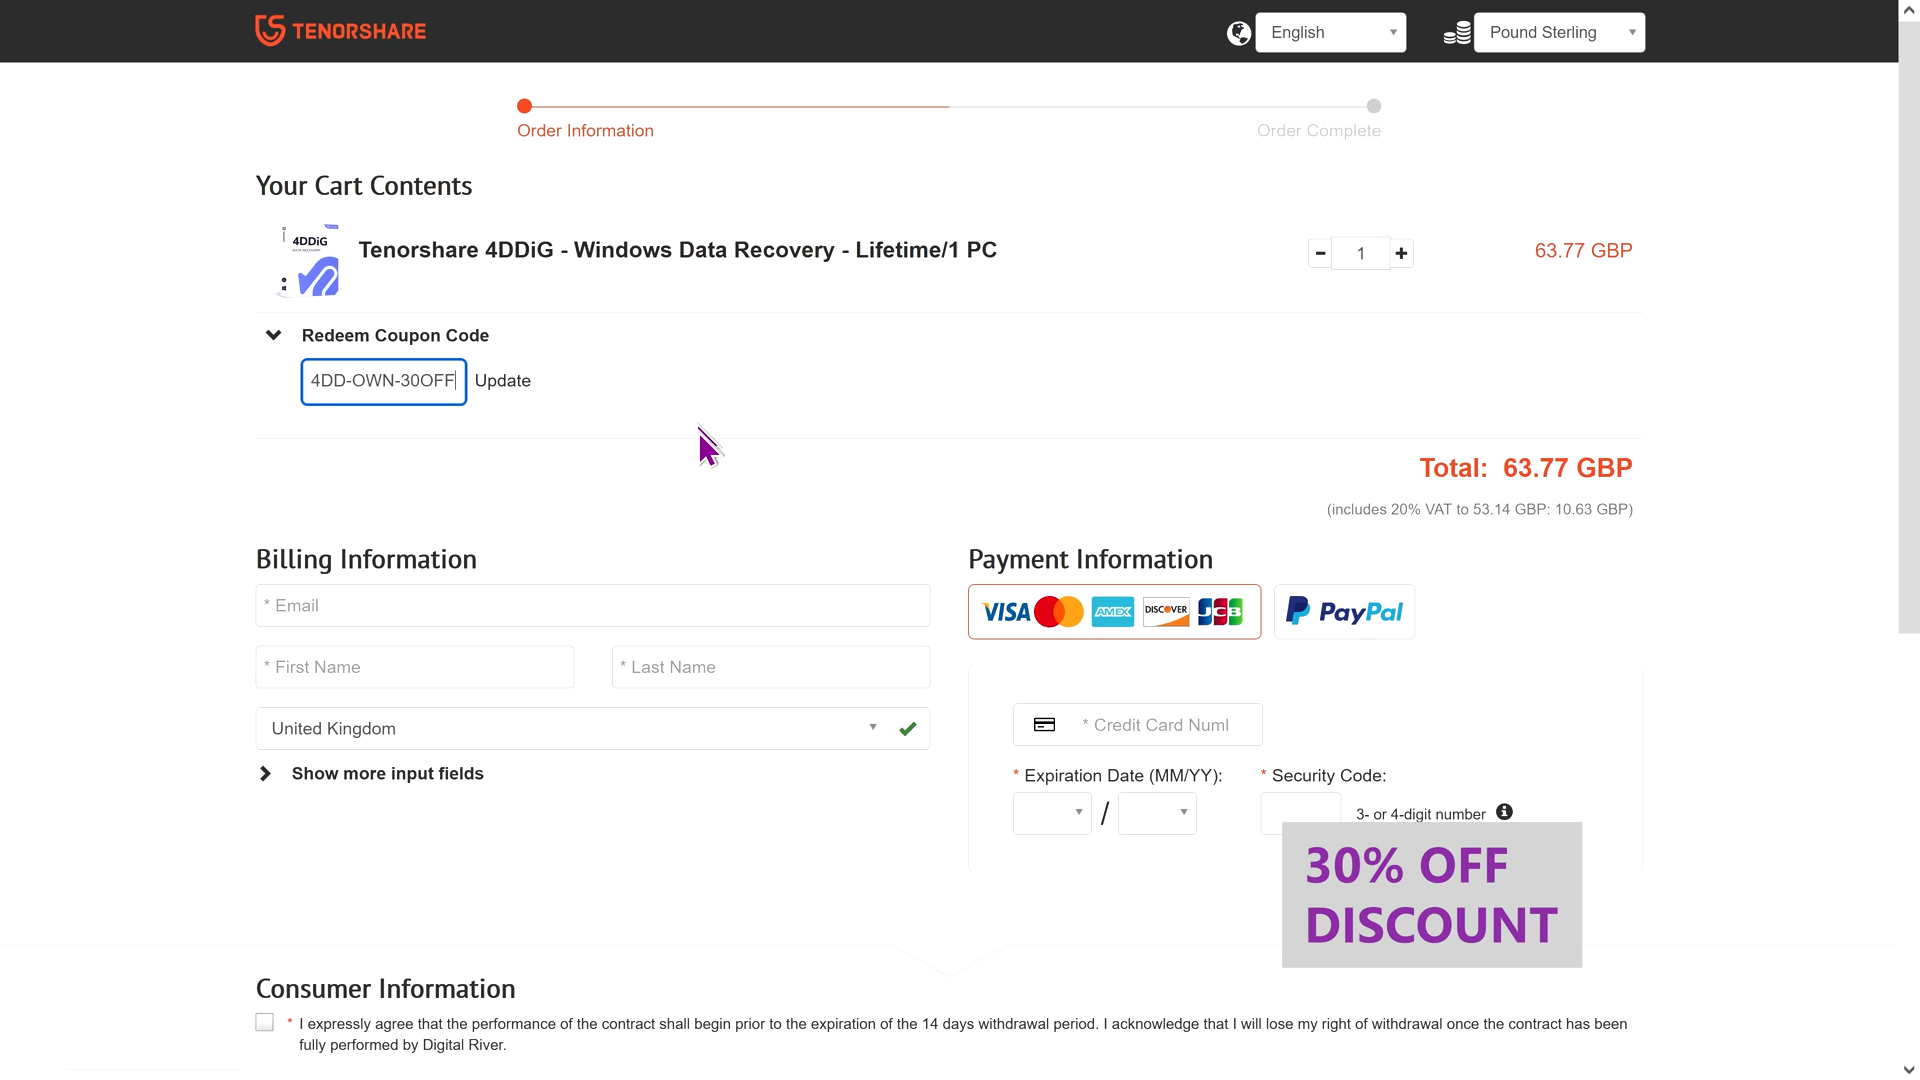 TENORSHARE
English
Pound Sterling
Order Information
Order Complete
Your Cart Contents
4DDiG
Tenorshare 4DDiG - Windows Data Recovery - Lifetime/1 PC
- 1 +
63.77 GBP
Redeem Coupon Code
4DD-OWN-30OFF
Update
Total: 63.77 GBP
(includes 20% VAT to 53.14 GBP: 10.63 GBP)
Billing Information
* Email
* First Name
* Last Name
United Kingdom
Show more input fields
Payment Information
VISA
AMEX
DISCOVER
JCB
PayPal
* Credit Card Numl
* Expiration Date (MM/YY):
* Security Code:
/
3- or 4-digit number
30% OFF
DISCOUNT
Consumer Information
* I expressly agree that the performance of the contract shall begin prior to the expiration of the 14 days withdrawal period. I acknowledge that I will lose my right of withdrawal once the contract has been
fully performed by Digital River.